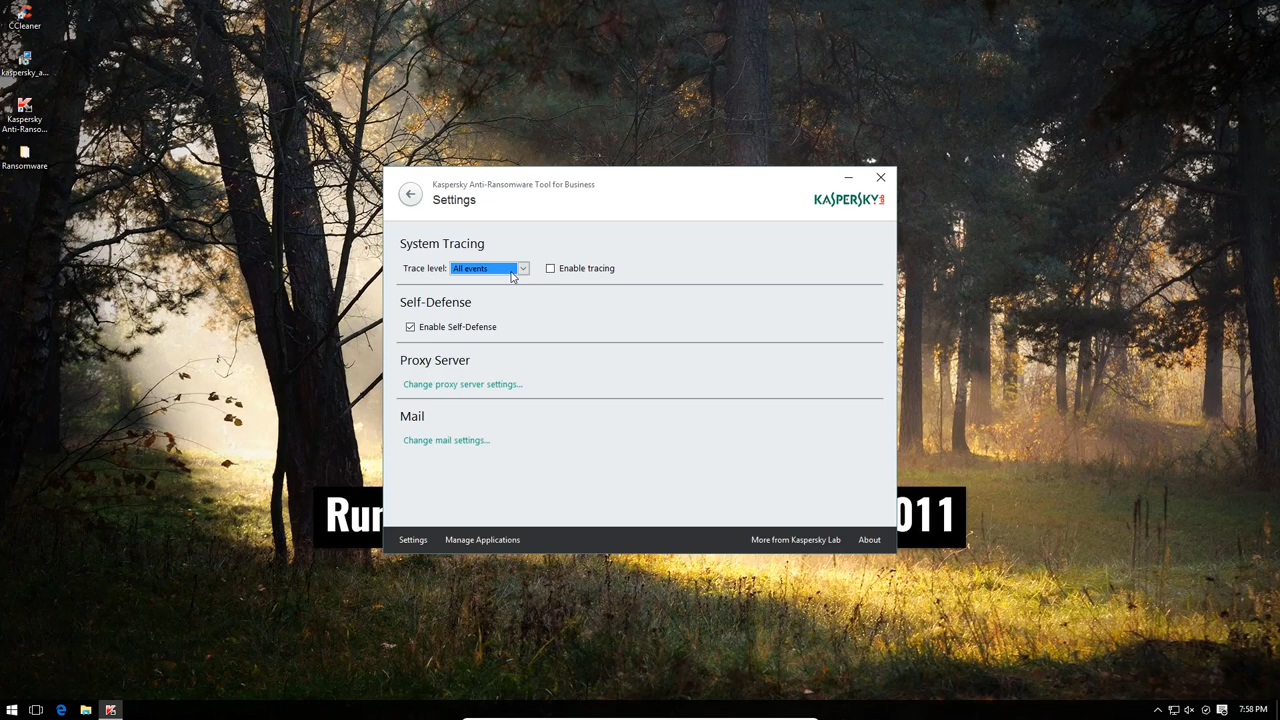 CCleaner
kaspersky_a...
Kaspersky
Anti-Ranso...
Ransomware
Kaspersky Anti-Ransomware Tool for Business
Settings
KASPERSKY lab
System Tracing
Trace level: All events Enable tracing
Self-Defense
Enable Self-Defense
Proxy Server
Change proxy server settings...
Mail
Change mail settings...
Settings Manage Applications More from Kaspersky Lab About
7:58 PM